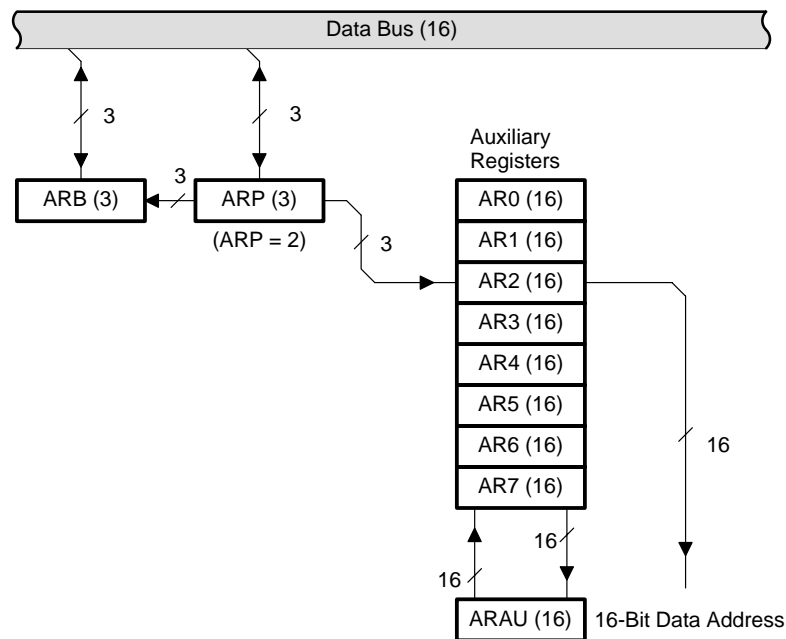 Data Bus (16)
3
3
Auxiliary
Registers
ARB (3)
3
ARP (3)
(ARP = 2)
3
AR0 (16)
AR1 (16)
AR2 (16)
AR3 (16)
AR4 (16)
AR5 (16)
AR6 (16)
AR7 (16)
16
16
16
ARAU (16)
16-Bit Data Address